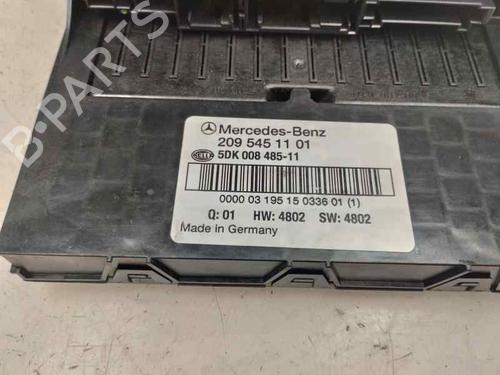 Mercedes-Benz
209 545 11 01
HELLA 5DK 008 485-11
0000 03 195 15 0336 01 (1)
Q: 01 HW: 4802 SW: 4802
Made in Germany
B-PARTS